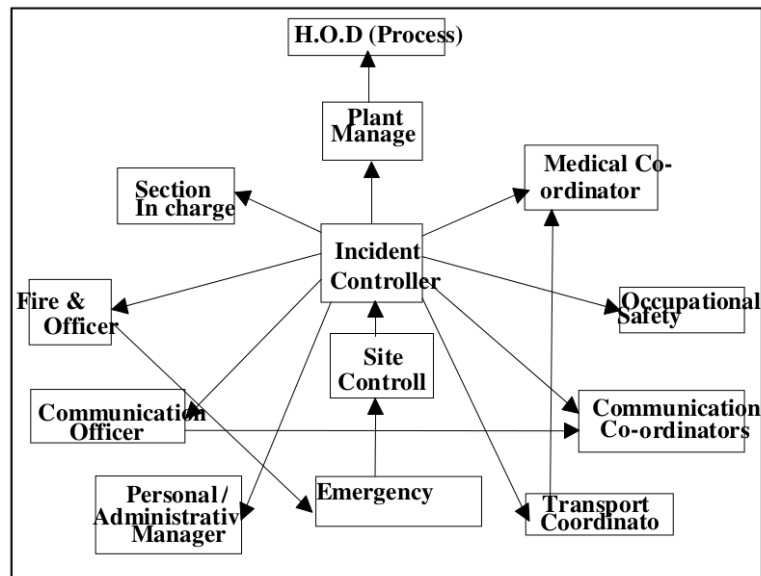 H.O.D (Process)
Plant
Manage
Section
In charge
Medical Co-
ordinator
Incident
Controller
Fire &
Officer
Occupational
Safety
Site
Controll
Communication
Officer
Communication
Co-ordinators
Personal /
Administrativ
Manager
Emergency
Transport
Coordinato